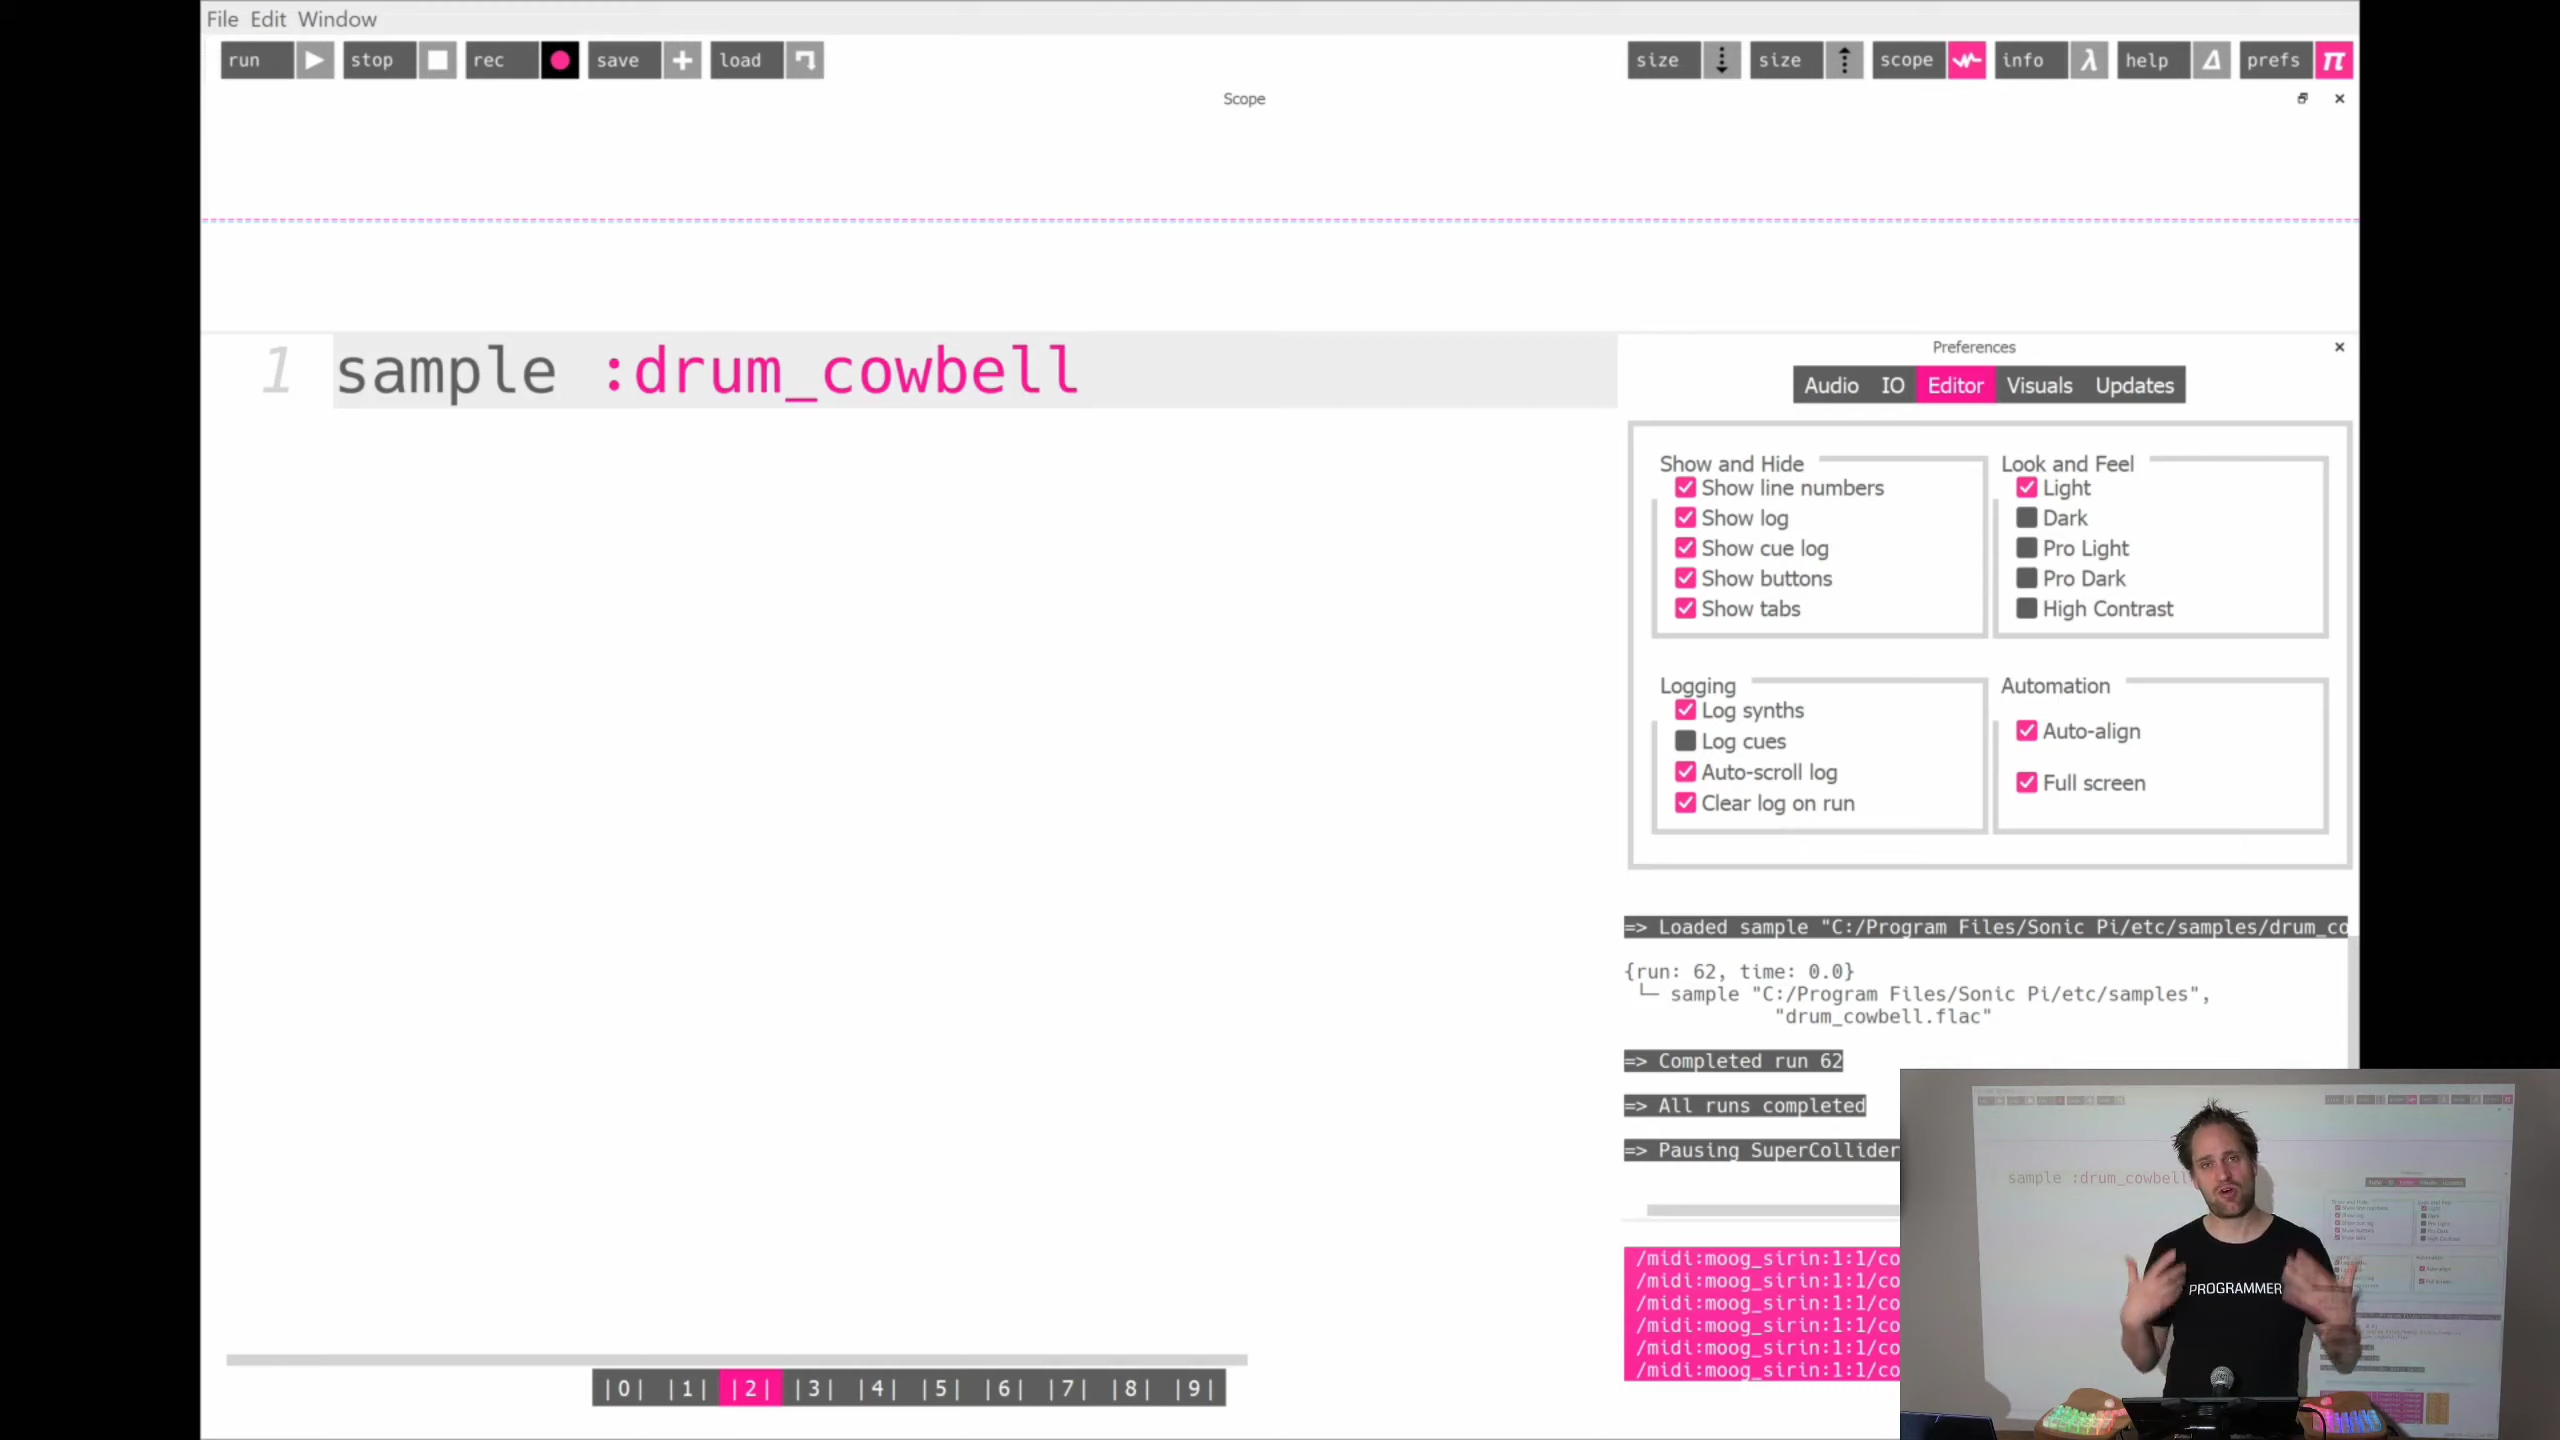 File Edit Window
run stop rec save load size size scope info help prefs
Scope
1 sample :drum_cowbell
Preferences
Audio IO Editor Visuals Updates
Show and Hide
Show line numbers
Show log
Show cue log
Show buttons
Show tabs
Look and Feel
Light
Dark
Pro Light
Pro Dark
High Contrast
Logging
Log synths
Log cues
Auto-scroll log
Clear log on run
Automation
Auto-align
Full screen
=> Loaded sample "C:/Program Files/Sonic Pi/etc/samples/drum_co
{run: 62, time: 0.0}
└─ sample "C:/Program Files/Sonic Pi/etc/samples",
"drum_cowbell.flac"
=> Completed run 62
=> All runs completed
=> Pausing SuperCollider
/midi:moog_sirin:1:1/co
/midi:moog_sirin:1:1/co
/midi:moog_sirin:1:1/co
/midi:moog_sirin:1:1/co
/midi:moog_sirin:1:1/co
/midi:moog_sirin:1:1/co
|0| |1| |2| |3| |4| |5| |6| |7| |8| |9|
sample :drum_cowbell
PROGRAMMER